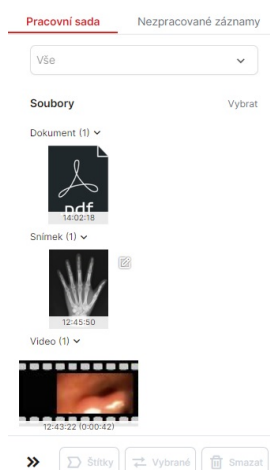 Pracovní sada Nezpracované záznamy
Vše
Soubory Vybrat
Dokument (1)
pdf
14:02:18
Snímek (1)
12:45:50
Video (1)
12:43:22 (0:00:42)
Štítky Vybrané Smazat